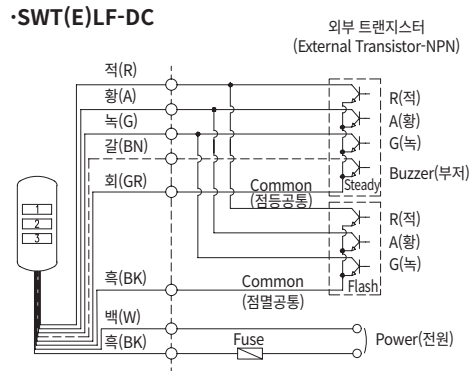 ·SWT(E)LF-DC
외부 트랜지스터
(External Transistor-NPN)
적(R)
황(A)
녹(G)
갈(BN)
회(GR)
흑(BK)
백(W)
흑(BK)
R(적)
A(황)
G(녹)
Buzzer(부저)
Common
(점등공통)
Steady
R(적)
A(황)
G(녹)
Flash
Common
(점멸공통)
Fuse
Power(전원)
1
2
3